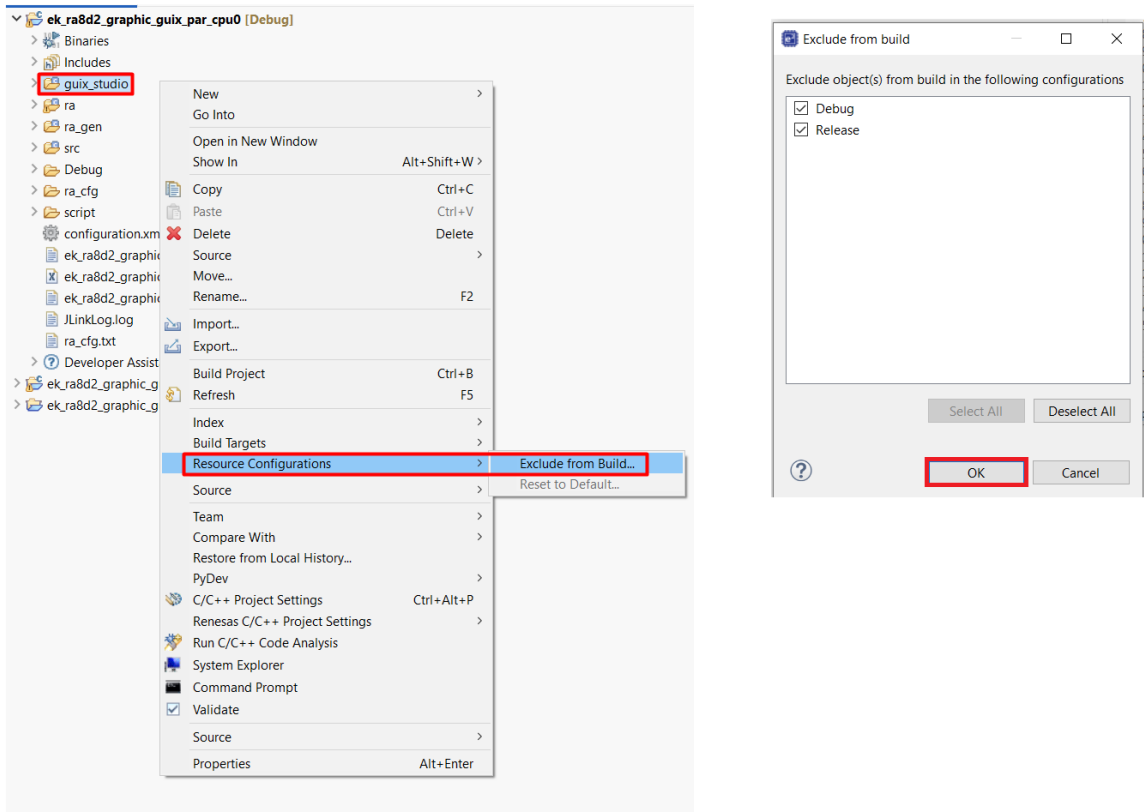 ek_ra8d2_graphic_guix_par_cpu0 [Debug]
Binaries
Includes
guix_studio
ra
ra_gen
src
Debug
ra_cfg
script
configuration.xm
ek_ra8d2_graphic
ek_ra8d2_graphic
ek_ra8d2_graphic
JLinkLog.log
ra_cfg.txt
Developer Assist
ek_ra8d2_graphic_g
ek_ra8d2_graphic_g
New
Go Into
Open in New Window
Show In Alt+Shift+W
Copy Ctrl+C
Paste Ctrl+V
Delete Delete
Source
Move...
Rename... F2
Import...
Export...
Build Project Ctrl+B
Refresh F5
Index
Build Targets
Resource Configurations
Exclude from Build...
Reset to Default...
Source
Team
Compare With
Restore from Local History...
PyDev
C/C++ Project Settings Ctrl+Alt+P
Renesas C/C++ Project Settings
Run C/C++ Code Analysis
System Explorer
Command Prompt
Validate
Source
Properties Alt+Enter
Exclude from build
Exclude object(s) from build in the following configurations
Debug
Release
Select All Deselect All
OK Cancel